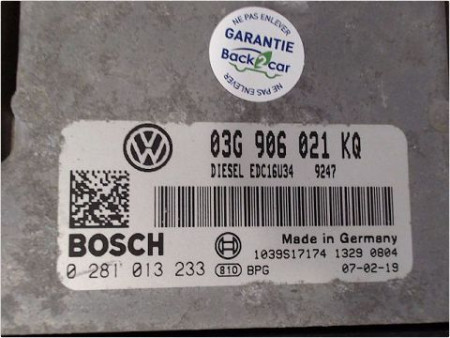 NE PAS ENLEVER
GARANTIE
Back2car
NE PAS ENLEVER
03G 906 021 KQ
DIESEL EDC16U34 9247
BOSCH
Made in Germany
1039S17174 1329 0804
0 281 013 233 810 BPG 07-02-19